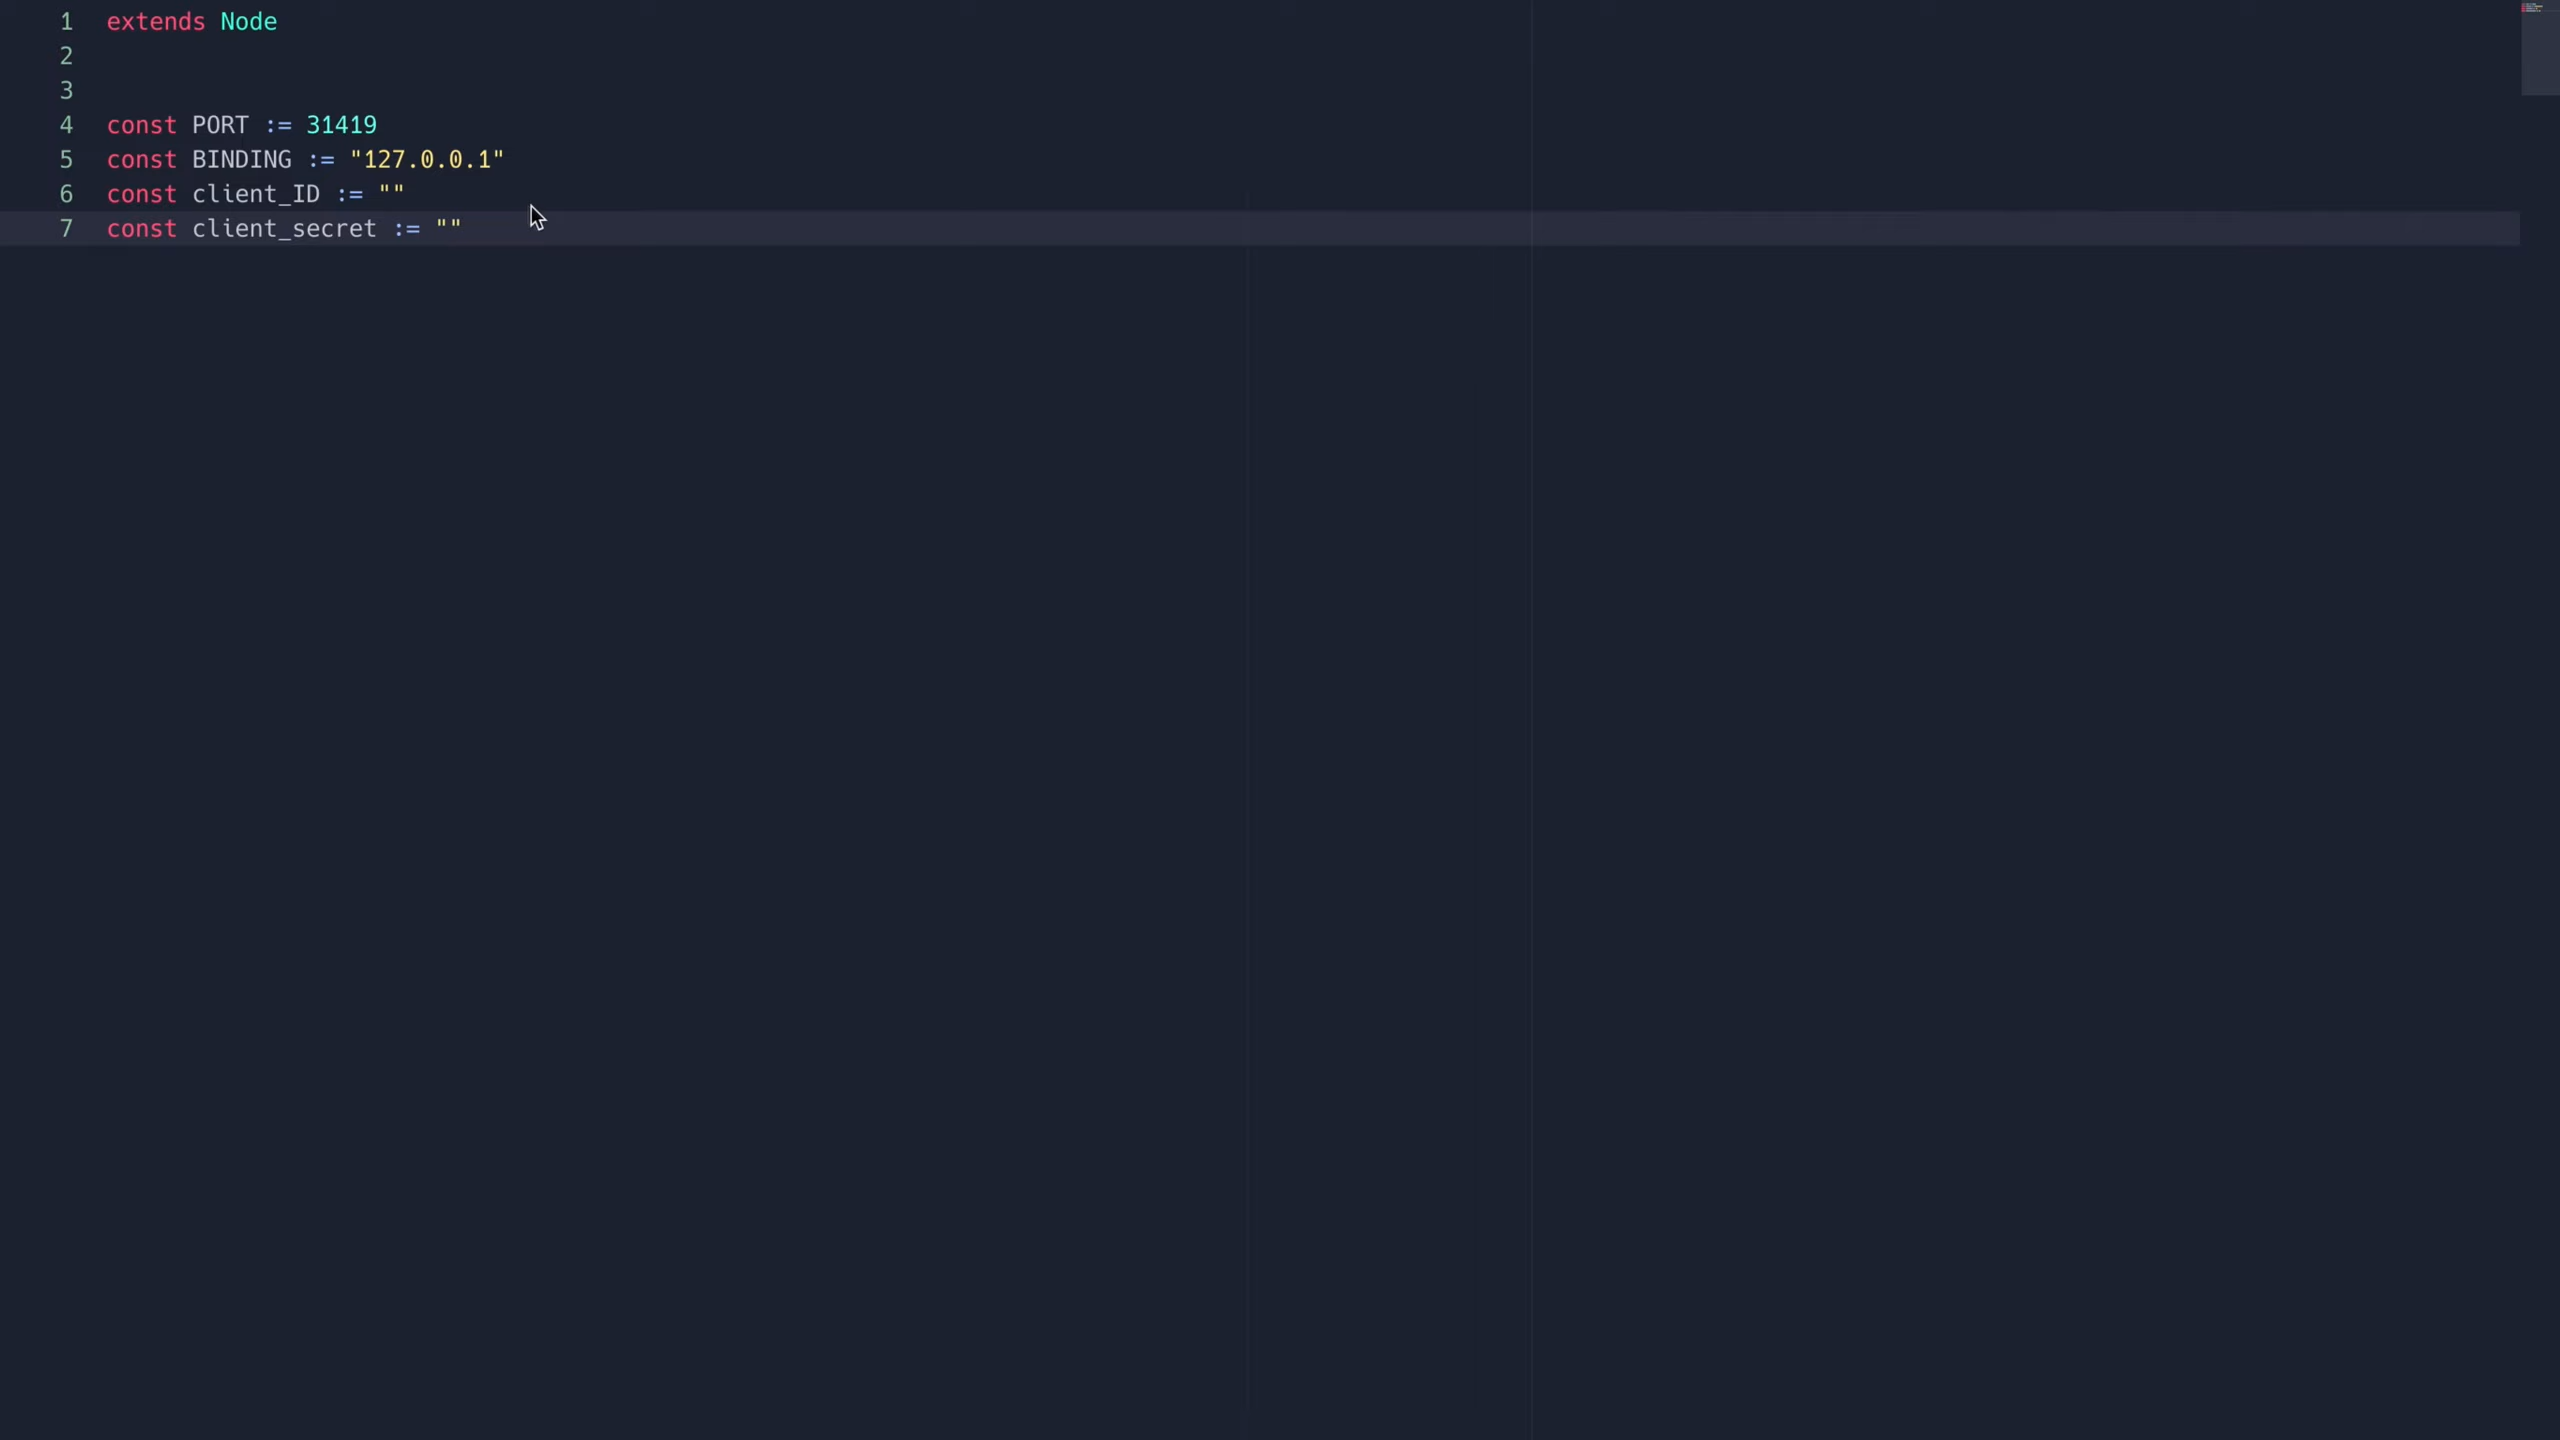 1 extends Node
2
3
4 const PORT := 31419
5 const BINDING := "127.0.0.1"
6 const client_ID := ""
7 const client_secret := ""